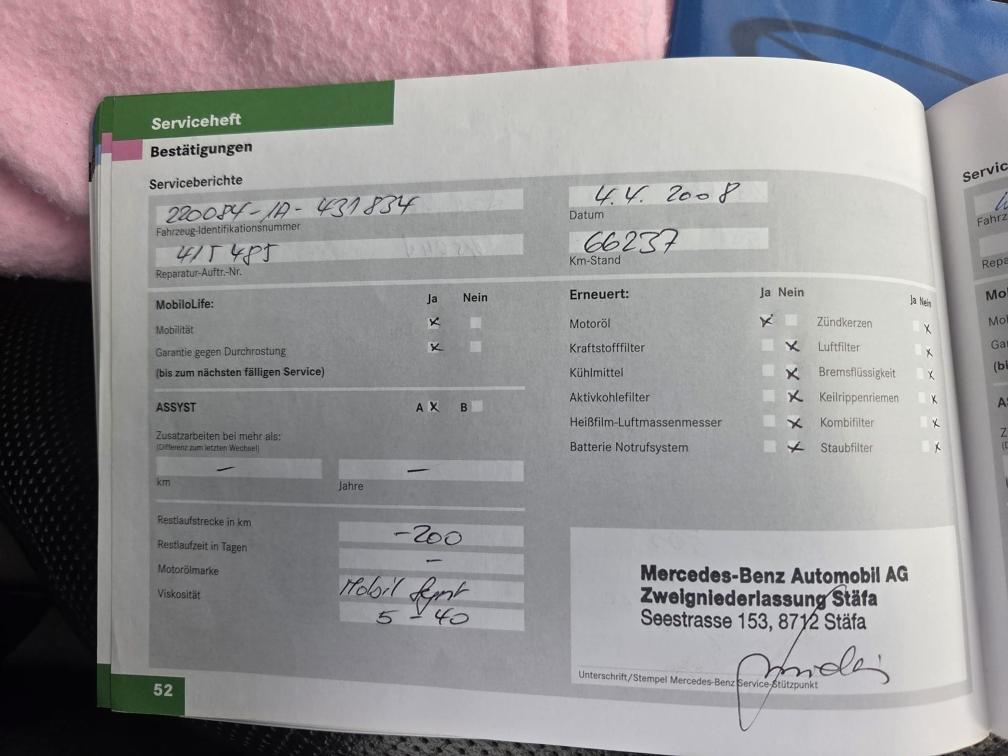 Serviceheft
Bestätigungen
Serviceberichte
220084-1A-431834
Fahrzeug-Identifikationsnummer
4.4. 2008
Datum
415485
Reparatur-Auftr.-Nr.
66237
Km-Stand
MobiloLife: Ja Nein
Mobilität x
Garantie gegen Durchrostung x
(bis zum nächsten fälligen Service)
ASSYST A x B
Zusatzarbeiten bei mehr als:
(Differenz zum letzten Wechsel)
– –
km Jahre
Restlaufstrecke in km -200
Restlaufzeit in Tagen –
Motorölmarke Mobil
Viskosität 5-40
Erneuert: Ja Nein Ja Nein
Motoröl x Zündkerzen x
Kraftstofffilter x Luftfilter x
Kühlmittel x Bremsflüssigkeit x
Aktivkohlefilter x Keilrippenriemen x
Heißfilm-Luftmassenmesser x Kombifilter x
Batterie Notrufsystem x Staubfilter x
Mercedes-Benz Automobil AG
Zweigniederlassung Stäfa
Seestrasse 153, 8712 Stäfa
Unterschrift/Stempel Mercedes-Benz Service-Stützpunkt
52